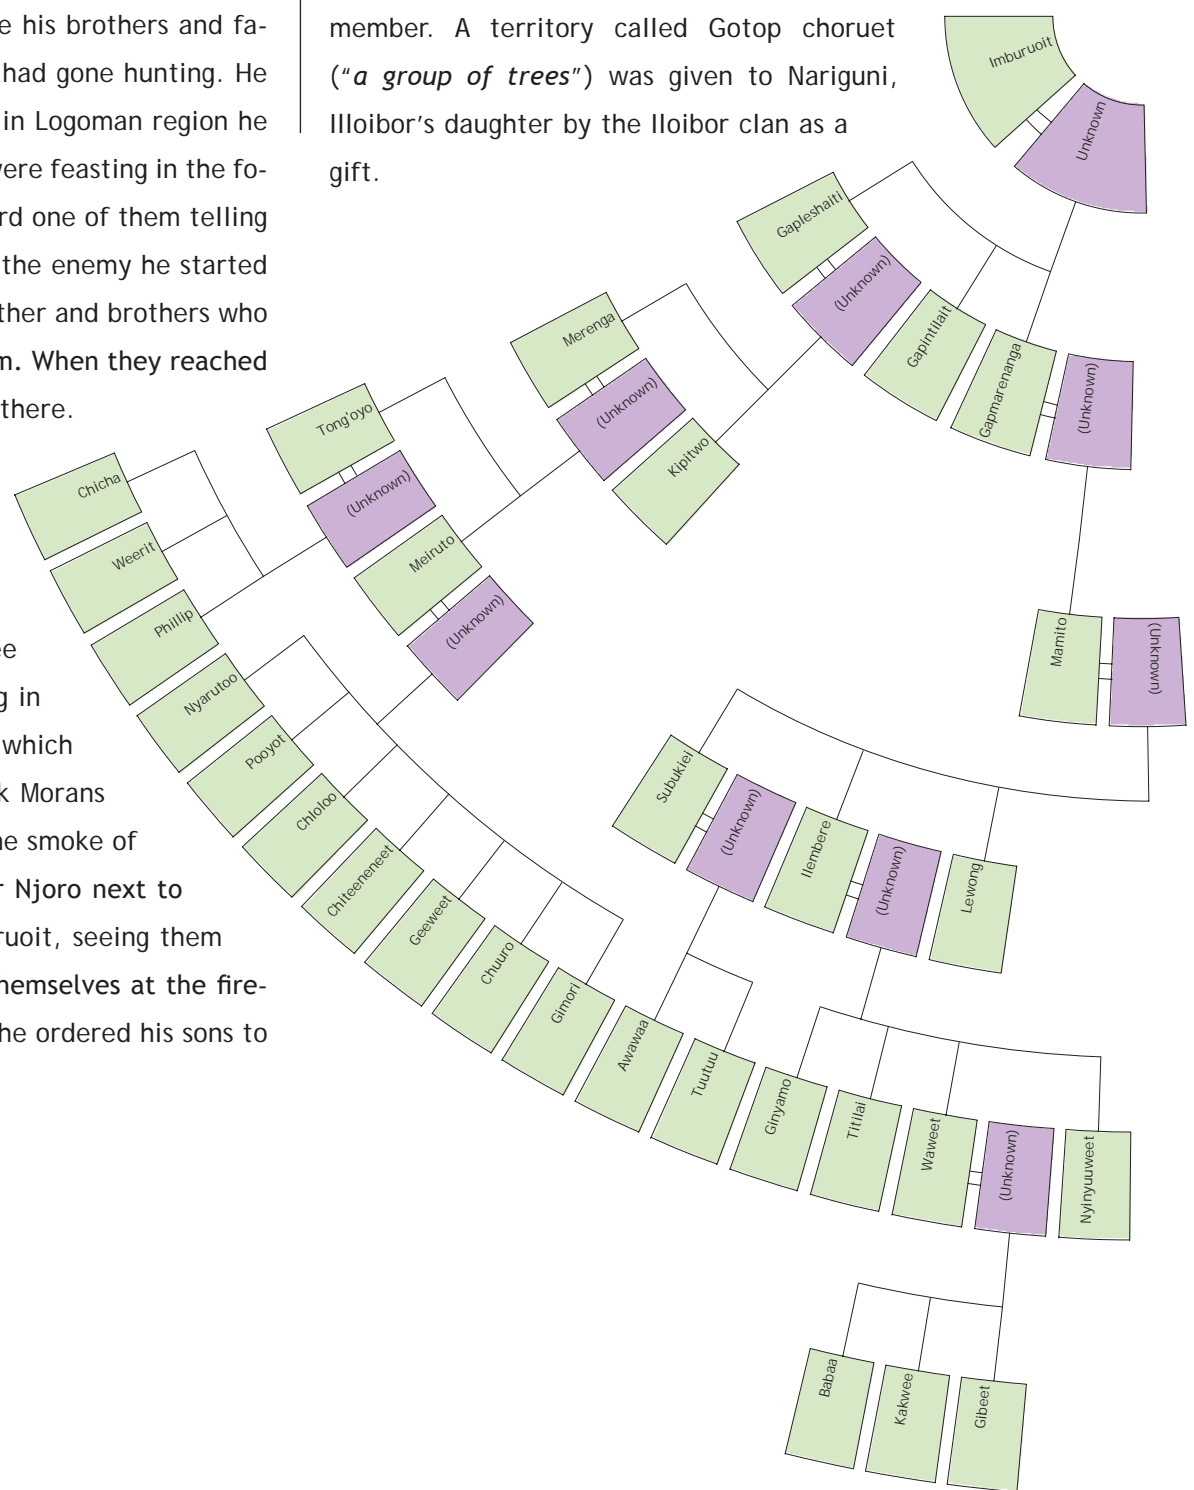 e his brothers and fa-
had gone hunting. He
in Logoman region he
vere feasting in the fo-
rd one of them telling
the enemy he started
ther and brothers who
m. When they reached
there.
ee
g in
which
k Morans
ne smoke of
r Njoro next to
ruoit, seeing them
hemselves at the fire-
he ordered his sons to
member. A territory called Gotop choruet
(“a group of trees”) was given to Nariguni,
Illoibor’s daughter by the Iloibor clan as a
gift.
Imburuoit
Unknown
Gapleshaiti
(Unknown)
Gapintilait
Gapmarenanga
(Unknown)
Merenga
(Unknown)
Kipitwo
Tong'oyo
(Unknown)
Meiruto
(Unknown)
Mamito
(Unknown)
Chicha
Weerit
Phillip
Nyarutoo
Pooyot
Chloloo
Chiteeneneet
Geeweet
Chuuro
Gimori
Subukiei
(Unknown)
Ilembere
(Unknown)
Lewong
Awawaa
Tuutuu
Ginyamo
Titilai
Waweet
(Unknown)
Nyinyuuweet
Babaa
Kakwee
Gibeet